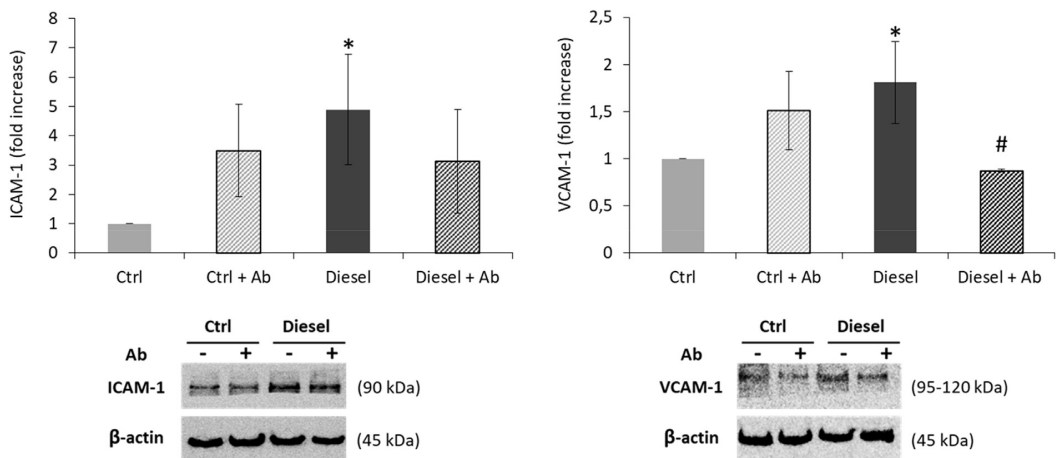 ICAM-1 (fold increase)
8
7
6
5
4
3
2
1
0
*
Ctrl
Ctrl + Ab
Diesel
Diesel + Ab
VCAM-1 (fold increase)
2,5
2
1,5
1
0,5
0
*
#
Ctrl
Ctrl + Ab
Diesel
Diesel + Ab
Ctrl Diesel
Ab - + - +
ICAM-1 (90 kDa)
β-actin (45 kDa)
Ctrl Diesel
Ab - + - +
VCAM-1 (95-120 kDa)
β-actin (45 kDa)